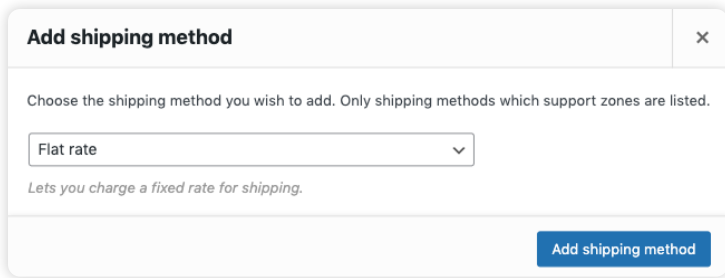 Add shipping method
Choose the shipping method you wish to add. Only shipping methods which support zones are listed.
Flat rate
Lets you charge a fixed rate for shipping.
Add shipping method